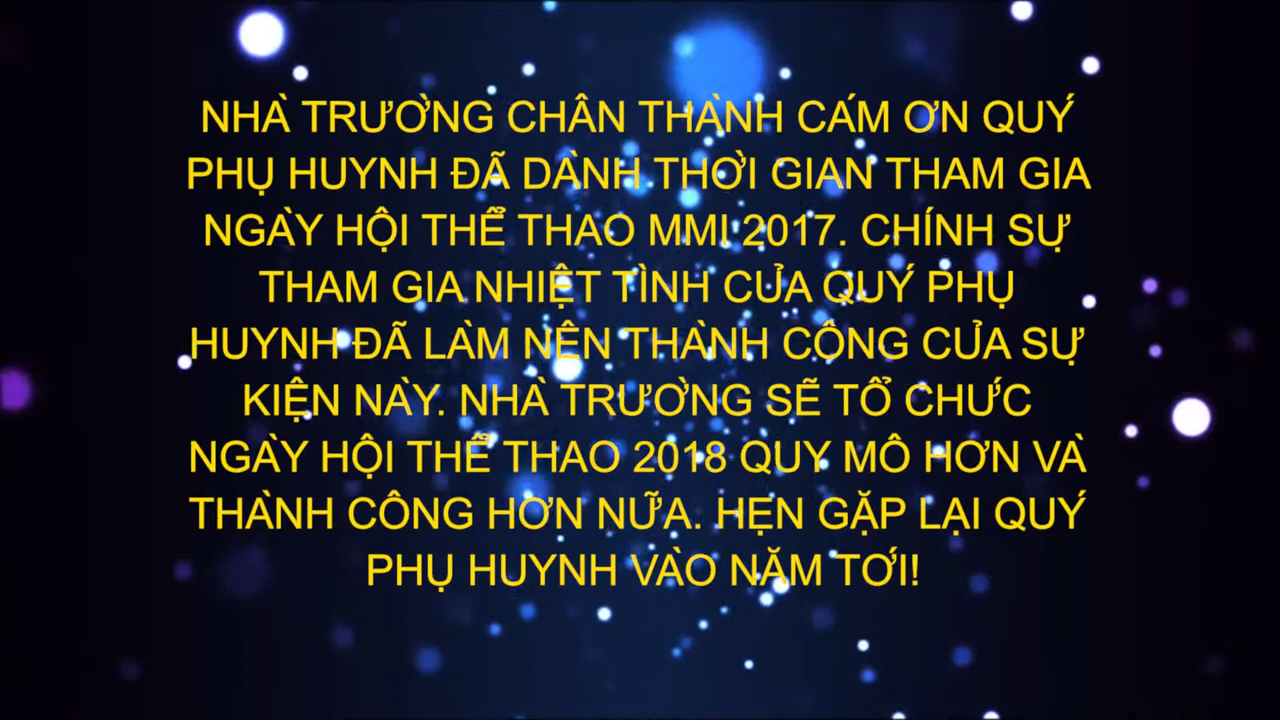 NHÀ TRƯỜNG CHÂN THÀNH CÁM ƠN QUÝ
PHỤ HUYNH ĐÃ DÀNH THỜI GIAN THAM GIA
NGÀY HỘI THỂ THAO MMI 2017. CHÍNH SỰ
THAM GIA NHIỆT TÌNH CỦA QUÝ PHỤ
HUYNH ĐÃ LÀM NÊN THÀNH CÔNG CỦA SỰ
KIỆN NÀY. NHÀ TRƯỜNG SẼ TỔ CHỨC
NGÀY HỘI THỂ THAO 2018 QUY MÔ HƠN VÀ
THÀNH CÔNG HƠN NỮA. HẸN GẶP LẠI QUÝ
PHỤ HUYNH VÀO NĂM TỚI!